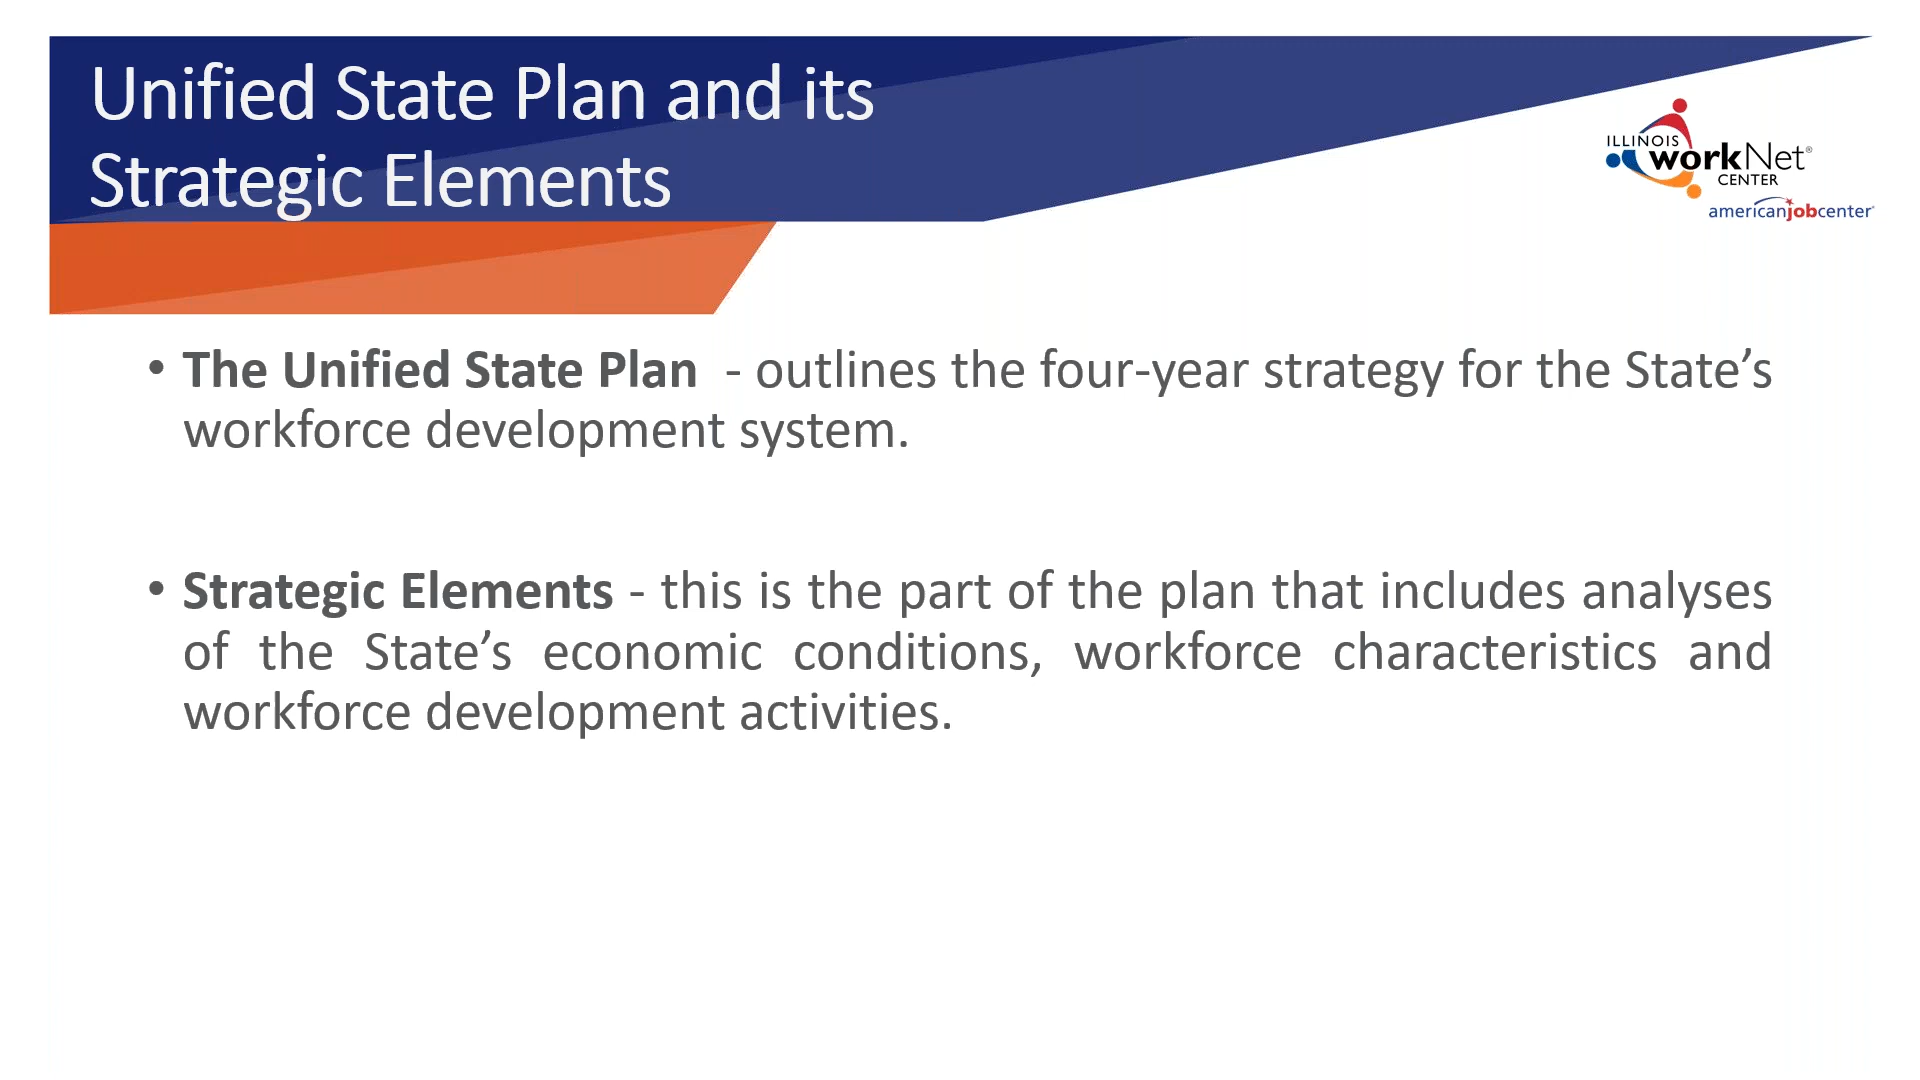 Unified State Plan and its
Strategic Elements
ILLINOIS
workNet®
CENTER
americanjobcenter
• The Unified State Plan  - outlines the four-year strategy for the State’s
workforce development system.
• Strategic Elements - this is the part of the plan that includes analyses
of the State’s economic conditions, workforce characteristics and
workforce development activities.